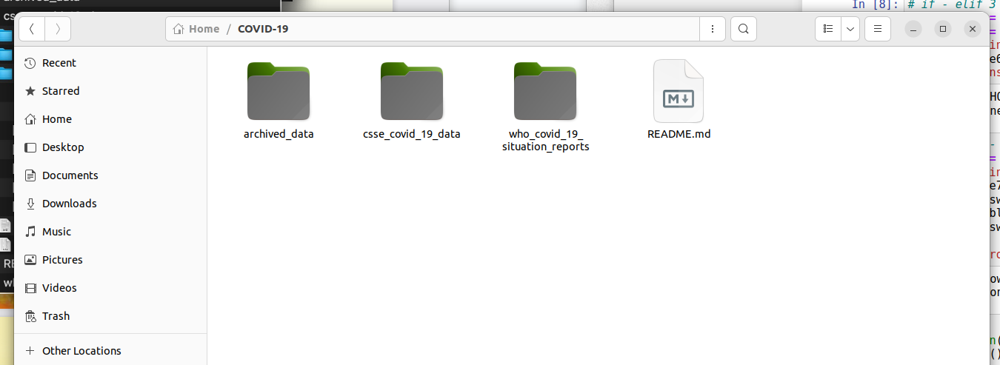 archived_data
In [8]: # if - elif 3
Home / COVID-19
Recent
Starred
Home
Desktop
Documents
Downloads
Music
Pictures
Videos
Trash
Other Locations
archived_data
csse_covid_19_data
who_covid_19_
situation_reports
M
README.md